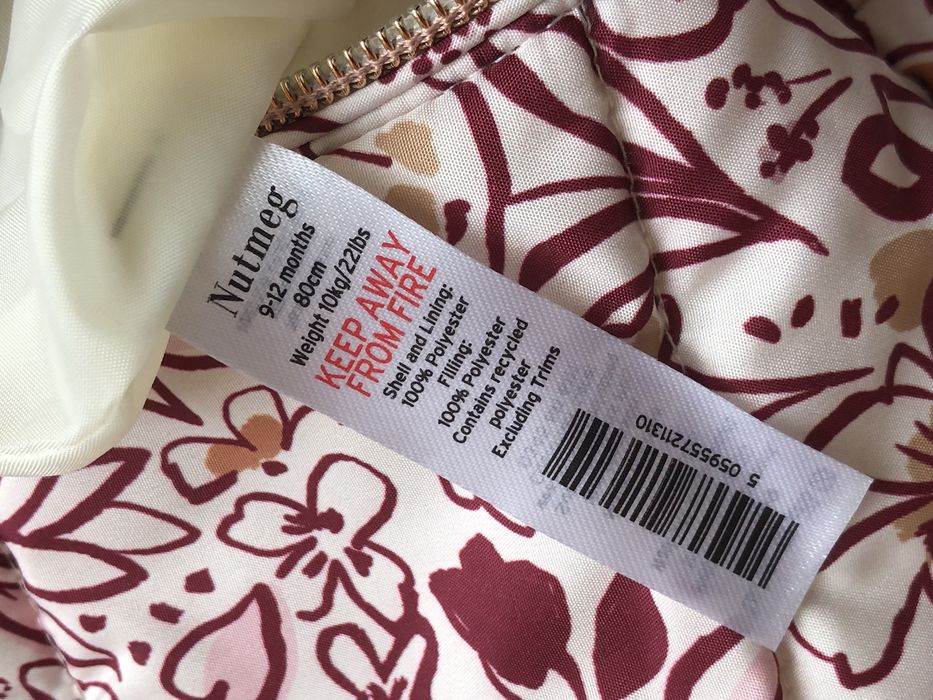 Nutmeg
9-12 months
80cm
Weight 10kg/22lbs
KEEP AWAY
FROM FIRE
Shell and Lining:
100% Polyester
Filling:
100% Polyester
Contains recycled
polyester
Excluding Trims
5 059557211310